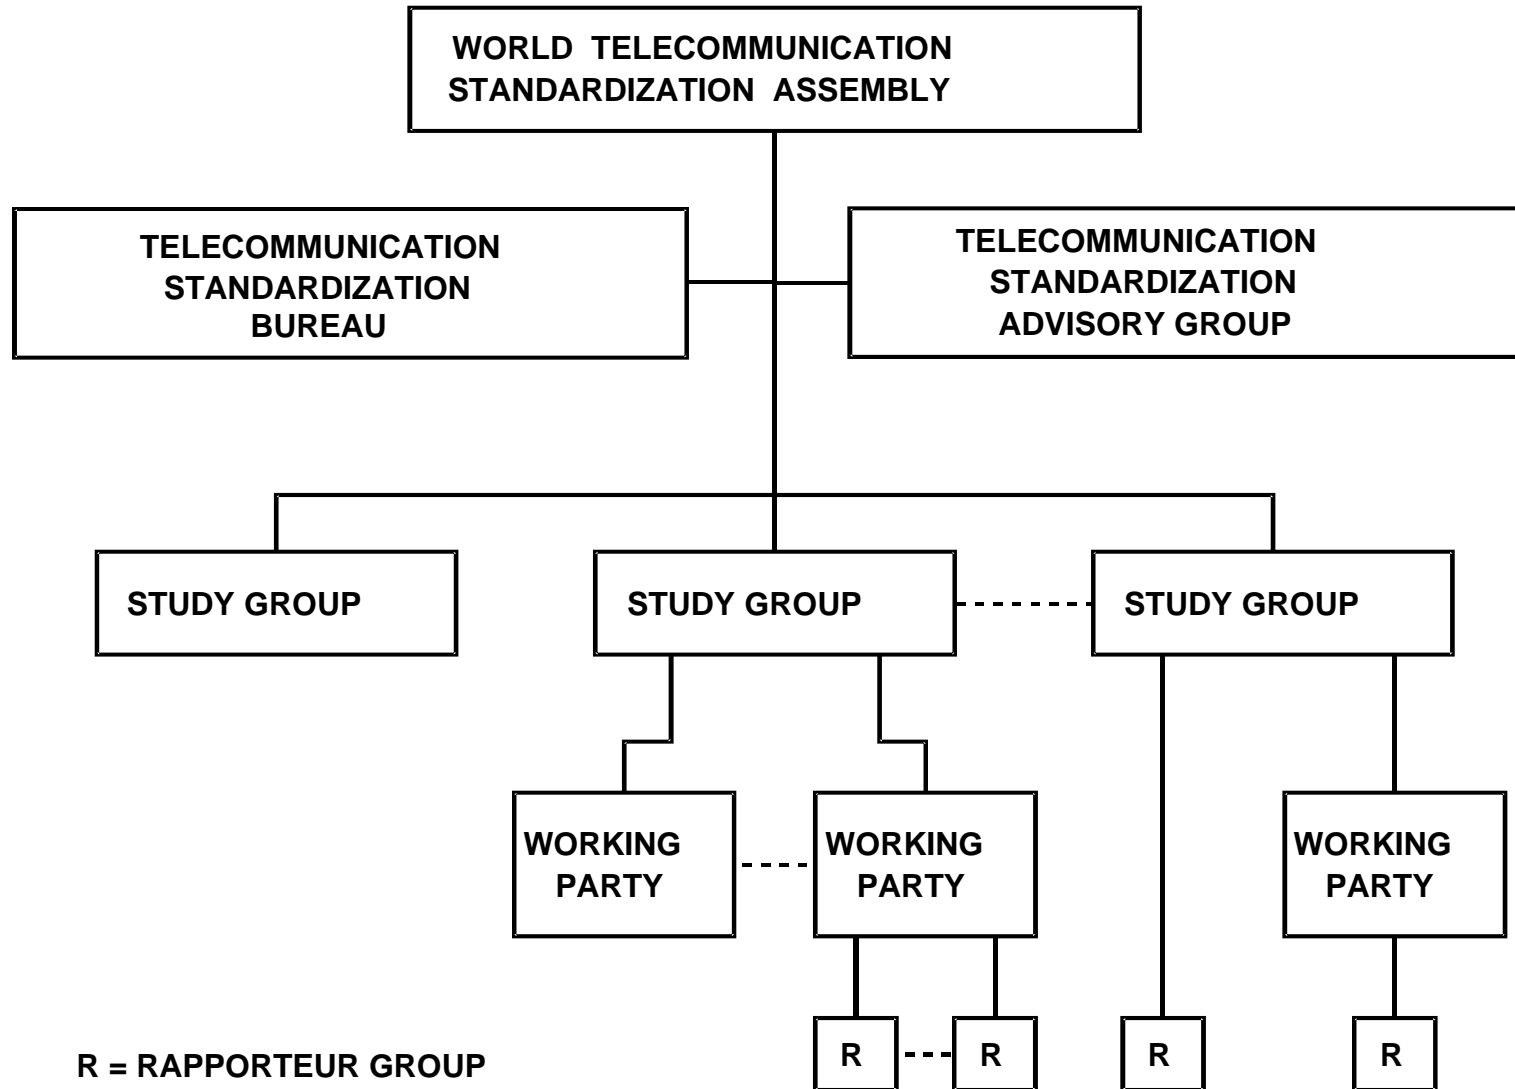 WORLD TELECOMMUNICATION
STANDARDIZATION ASSEMBLY
TELECOMMUNICATION
STANDARDIZATION
BUREAU
TELECOMMUNICATION
STANDARDIZATION
ADVISORY GROUP
STUDY GROUP
STUDY GROUP
STUDY GROUP
WORKING
PARTY
WORKING
PARTY
WORKING
PARTY
R
R
R
R
R = RAPPORTEUR GROUP